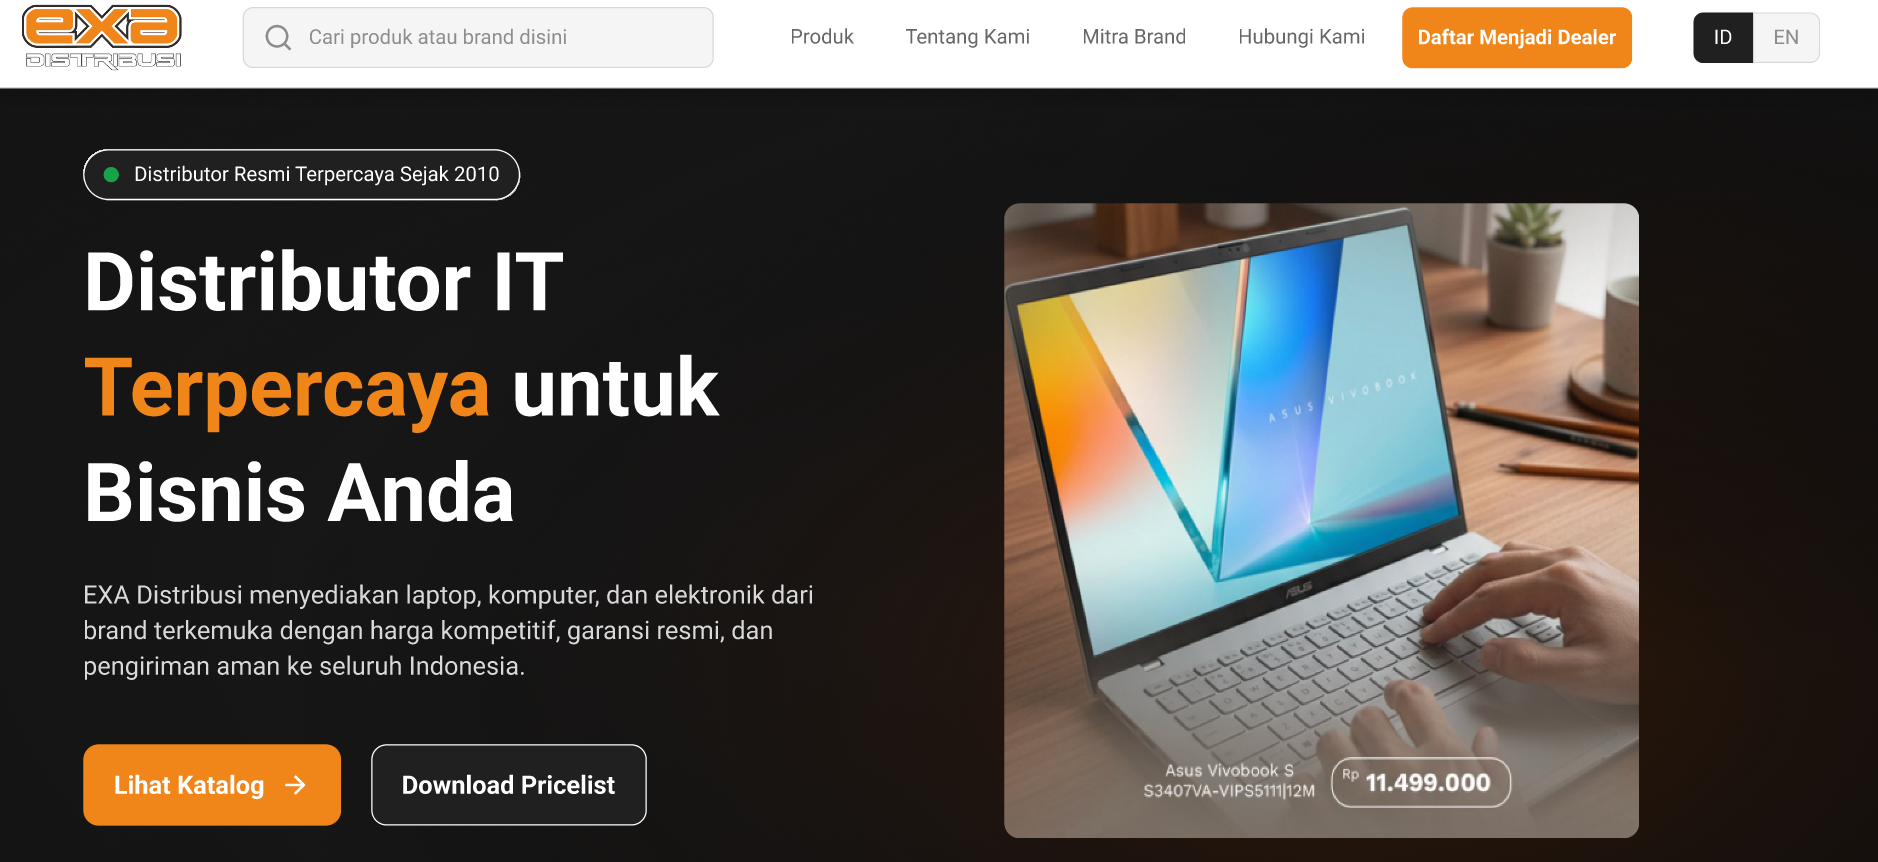 exa
DISTRIBUSI
Cari produk atau brand disini
Produk
Tentang Kami
Mitra Brand
Hubungi Kami
Daftar Menjadi Dealer
ID
EN
Distributor Resmi Terpercaya Sejak 2010
Distributor IT
Terpercaya untuk
Bisnis Anda
EXA Distribusi menyediakan laptop, komputer, dan elektronik dari
brand terkemuka dengan harga kompetitif, garansi resmi, dan
pengiriman aman ke seluruh Indonesia.
Lihat Katalog →
Download Pricelist
ASUS VIVOBOOK
ASUS
Asus Vivobook S
S3407VA-VIPS5111|12M
Rp 11.499.000